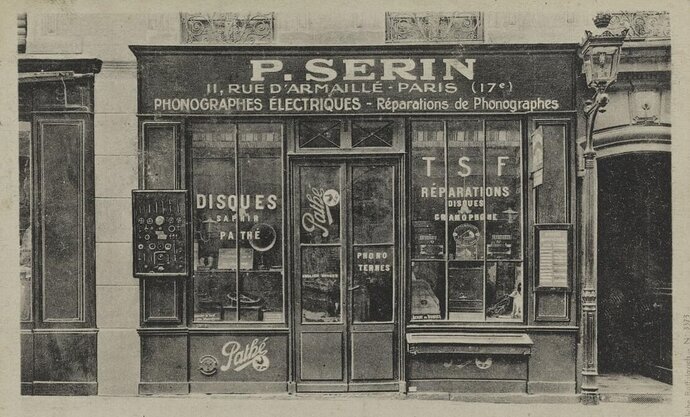 P. SERIN
11, RUE D'ARMAILLÉ - PARIS (17e)
PHONOGRAPHES ÉLECTRIQUES - Réparations de Phonographes
DISQUES
SAPHIR
PATHÉ
Pathé
PHONO
TERNES
T S F
RÉPARATIONS
DISQUES
GRAMOPHONE
Pathé